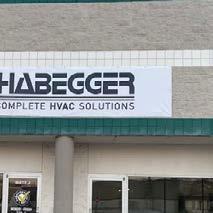 HABEGGER
COMPLETE HVAC SOLUTIONS